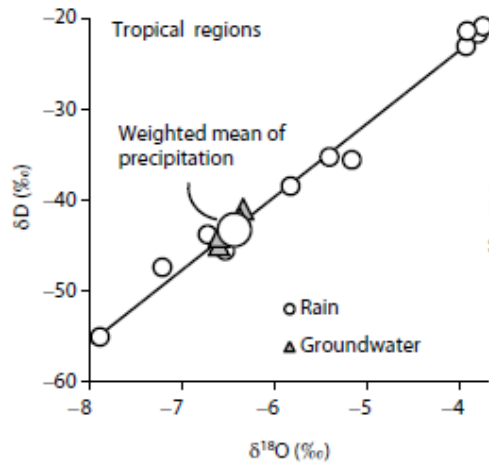 −20
Tropical regions
−30
Weighted mean of
precipitation
δD (‰)
−40
−50
Rain
Groundwater
−60
−8 −7 −6 −5 −4
δ¹⁸O (‰)